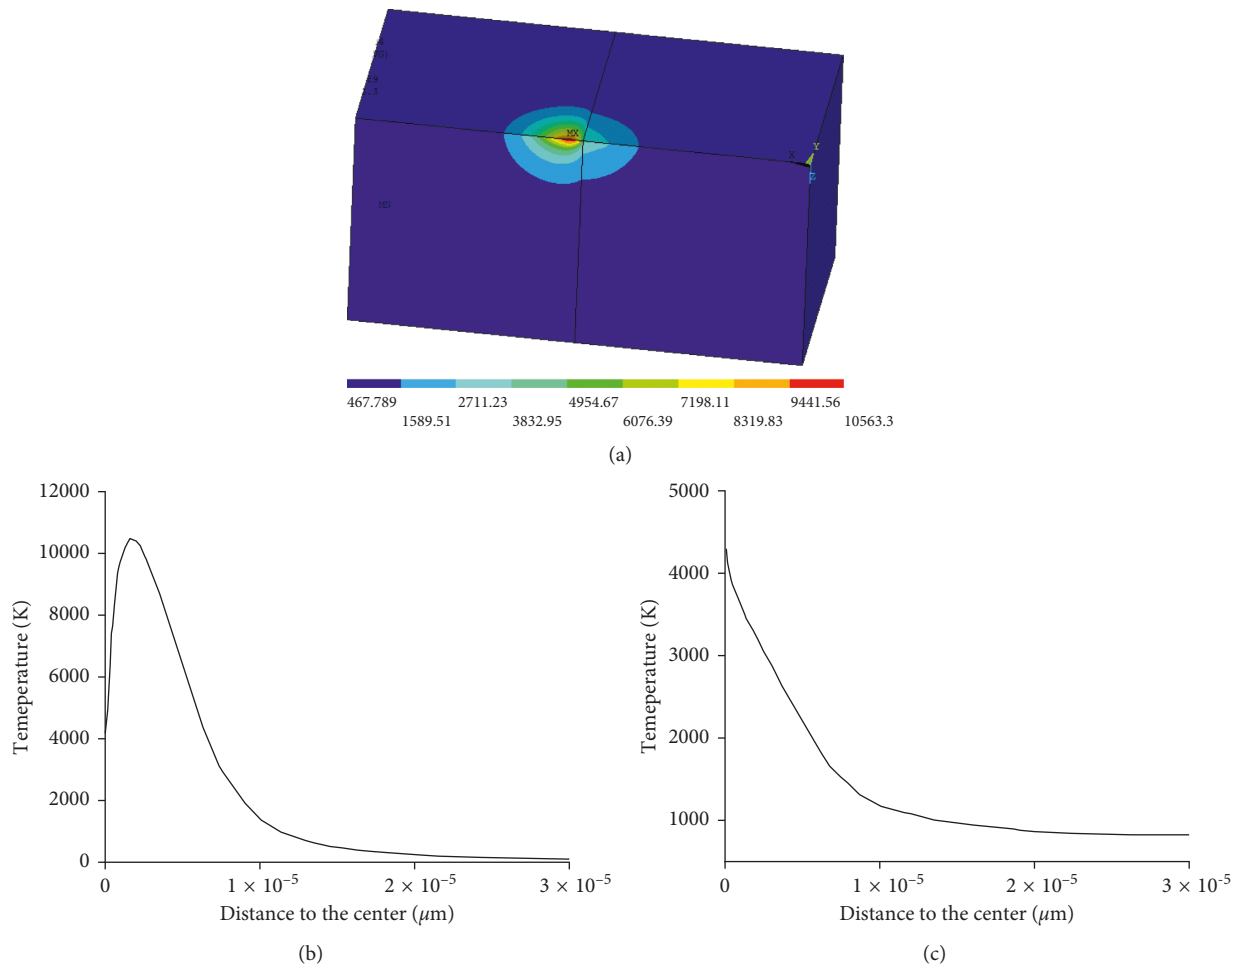 MX
X
Y
Z
MN
467.789 2711.23 4954.67 7198.11 9441.56
1589.51 3832.95 6076.39 8319.83 10563.3
(a)
12000
10000
8000
6000
4000
2000
0
Temeperature (K)
0 1 × 10⁻⁵ 2 × 10⁻⁵ 3 × 10⁻⁵
Distance to the center (μm)
(b)
5000
4000
3000
2000
1000
Temeperature (K)
0 1 × 10⁻⁵ 2 × 10⁻⁵ 3 × 10⁻⁵
Distance to the center (μm)
(c)